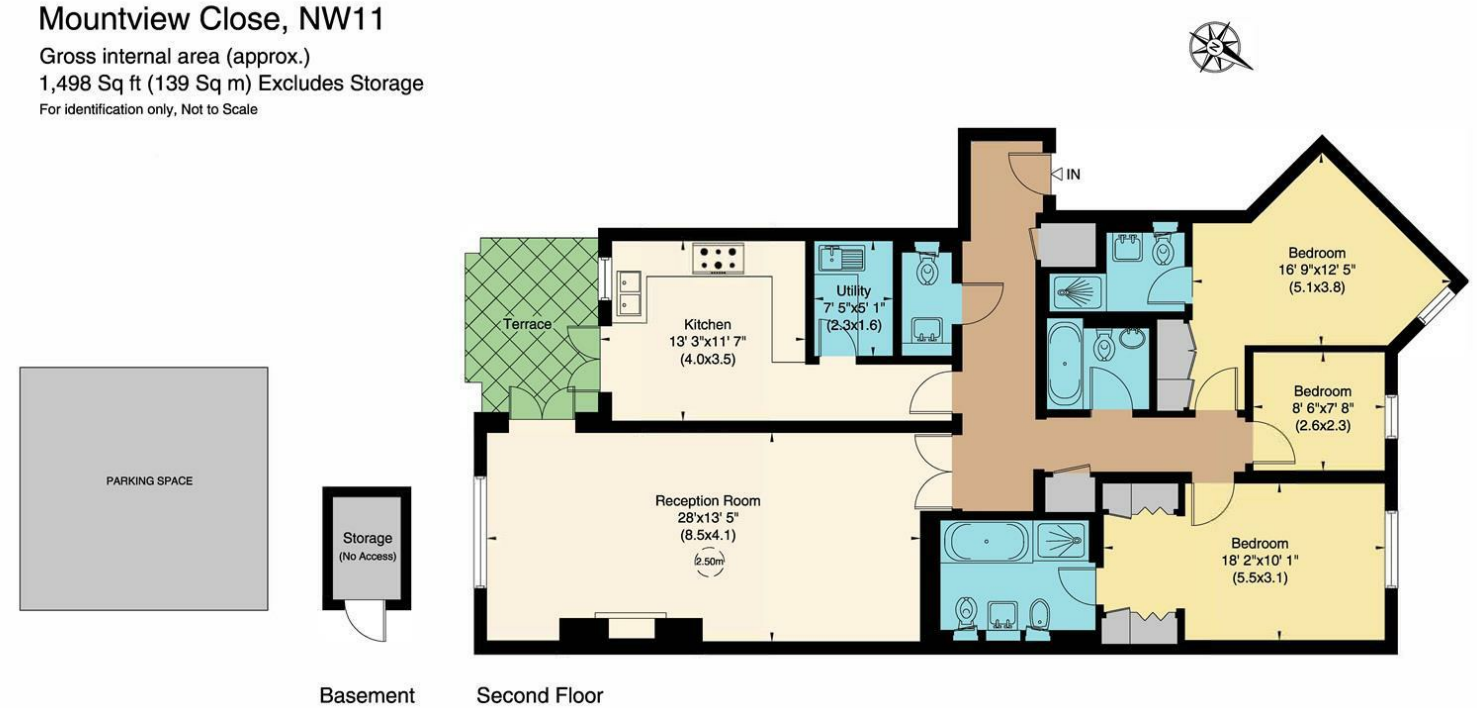 Mountview Close, NW11
Gross internal area (approx.)
1,498 Sq ft (139 Sq m) Excludes Storage
For identification only, Not to Scale
N
IN
Bedroom
16' 9"x12' 5"
(5.1x3.8)
Utility
7' 5"x5' 1"
(2.3x1.6)
Terrace
Kitchen
13' 3"x11' 7"
(4.0x3.5)
Bedroom
8' 6"x7' 8"
(2.6x2.3)
PARKING SPACE
Reception Room
28'x13' 5"
(8.5x4.1)
2.50m
Storage
(No Access)
Bedroom
18' 2"x10' 1"
(5.5x3.1)
Basement
Second Floor